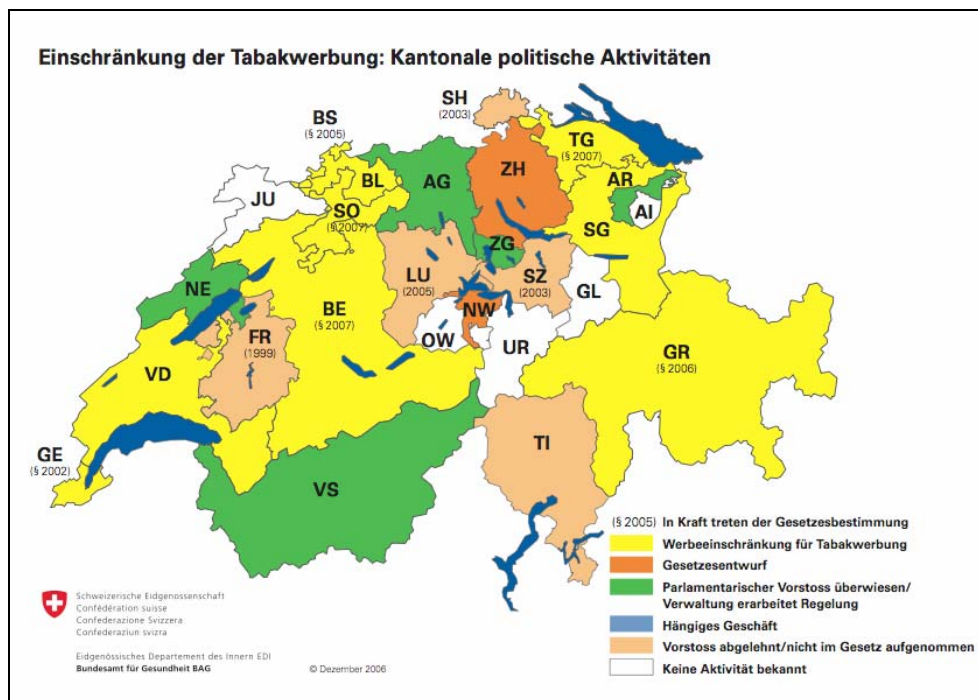 Einschränkung der Tabakwerbung: Kantonale politische Aktivitäten
SH
(2003)
BS
(§ 2005)
TG
(§ 2007)
BL
AG
ZH
AR
JU
AI
SO
(§ 2007)
SG
ZG
LU
(2005)
SZ
(2003)
NE
GL
BE
(§ 2007)
NW
OW
FR
(1999)
UR
GR
(§ 2006)
VD
TI
GE
(§ 2002)
VS
(§ 2005) In Kraft treten der Gesetzesbestimmung
Werbeeinschränkung für Tabakwerbung
Gesetzesentwurf
Parlamentarischer Vorstoss überwiesen/
Verwaltung erarbeitet Regelung
Hängiges Geschäft
Vorstoss abgelehnt/nicht im Gesetz aufgenommen
Keine Aktivität bekannt
Schweizerische Eidgenossenschaft
Confédération suisse
Confederazione Svizzera
Confederaziun svizra
Eidgenössisches Departement des Innern EDI
Bundesamt für Gesundheit BAG
© Dezember 2006